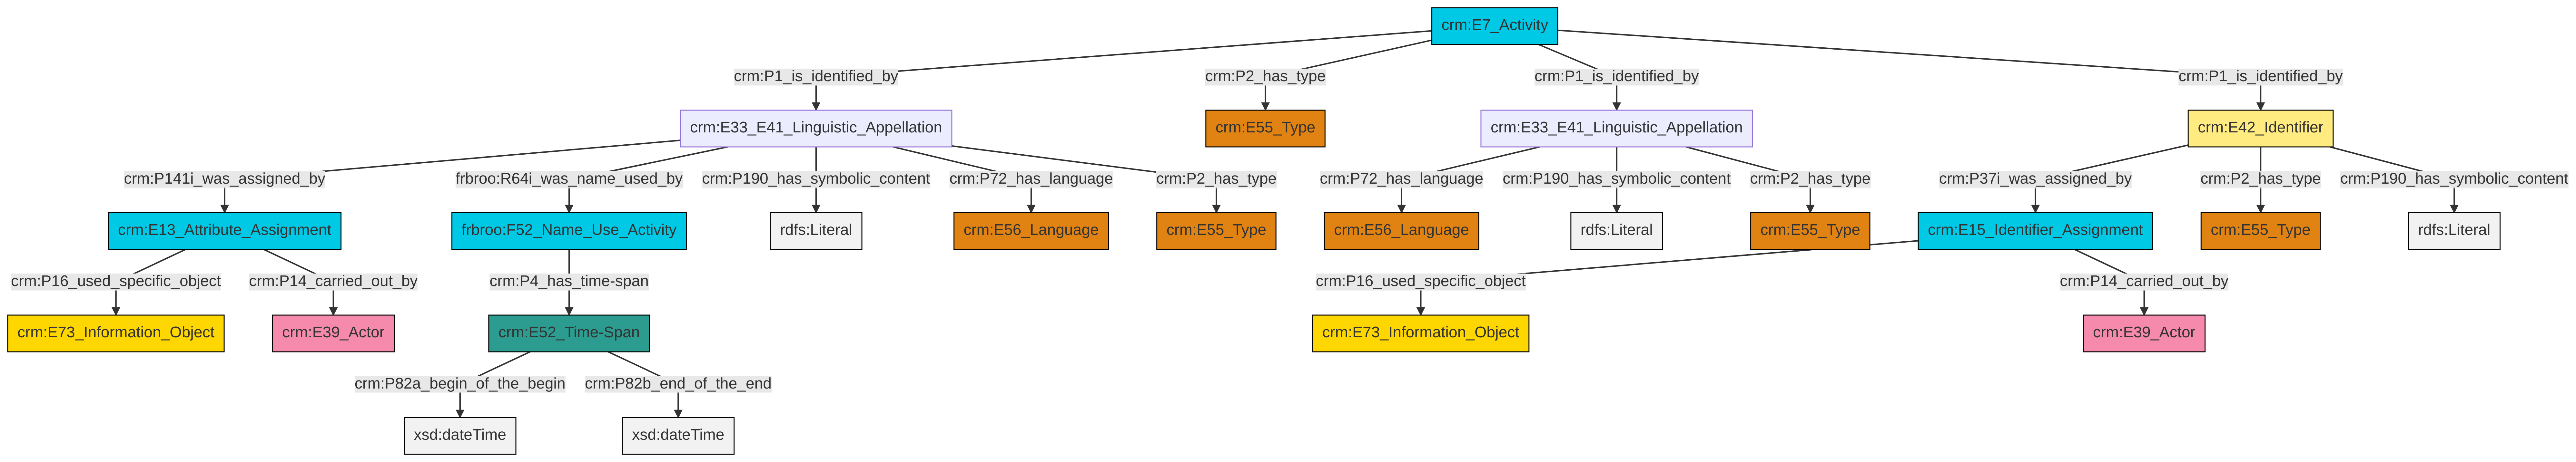 crm:E7_Activity
crm:P1_is_identified_by
crm:P2_has_type
crm:P1_is_identified_by
crm:P1_is_identified_by
crm:E33_E41_Linguistic_Appellation
crm:E55_Type
crm:E33_E41_Linguistic_Appellation
crm:E42_Identifier
crm:P141i_was_assigned_by
frbroo:R64i_was_name_used_by
crm:P190_has_symbolic_content
crm:P72_has_language
crm:P2_has_type
crm:P72_has_language
crm:P190_has_symbolic_content
crm:P2_has_type
crm:P37i_was_assigned_by
crm:P2_has_type
crm:P190_has_symbolic_content
crm:E13_Attribute_Assignment
frbroo:F52_Name_Use_Activity
rdfs:Literal
crm:E56_Language
crm:E55_Type
crm:E56_Language
rdfs:Literal
crm:E55_Type
crm:E15_Identifier_Assignment
crm:E55_Type
rdfs:Literal
crm:P16_used_specific_object
crm:P14_carried_out_by
crm:P4_has_time-span
crm:P16_used_specific_object
crm:P14_carried_out_by
crm:E73_Information_Object
crm:E39_Actor
crm:E52_Time-Span
crm:E73_Information_Object
crm:E39_Actor
crm:P82a_begin_of_the_begin
crm:P82b_end_of_the_end
xsd:dateTime
xsd:dateTime